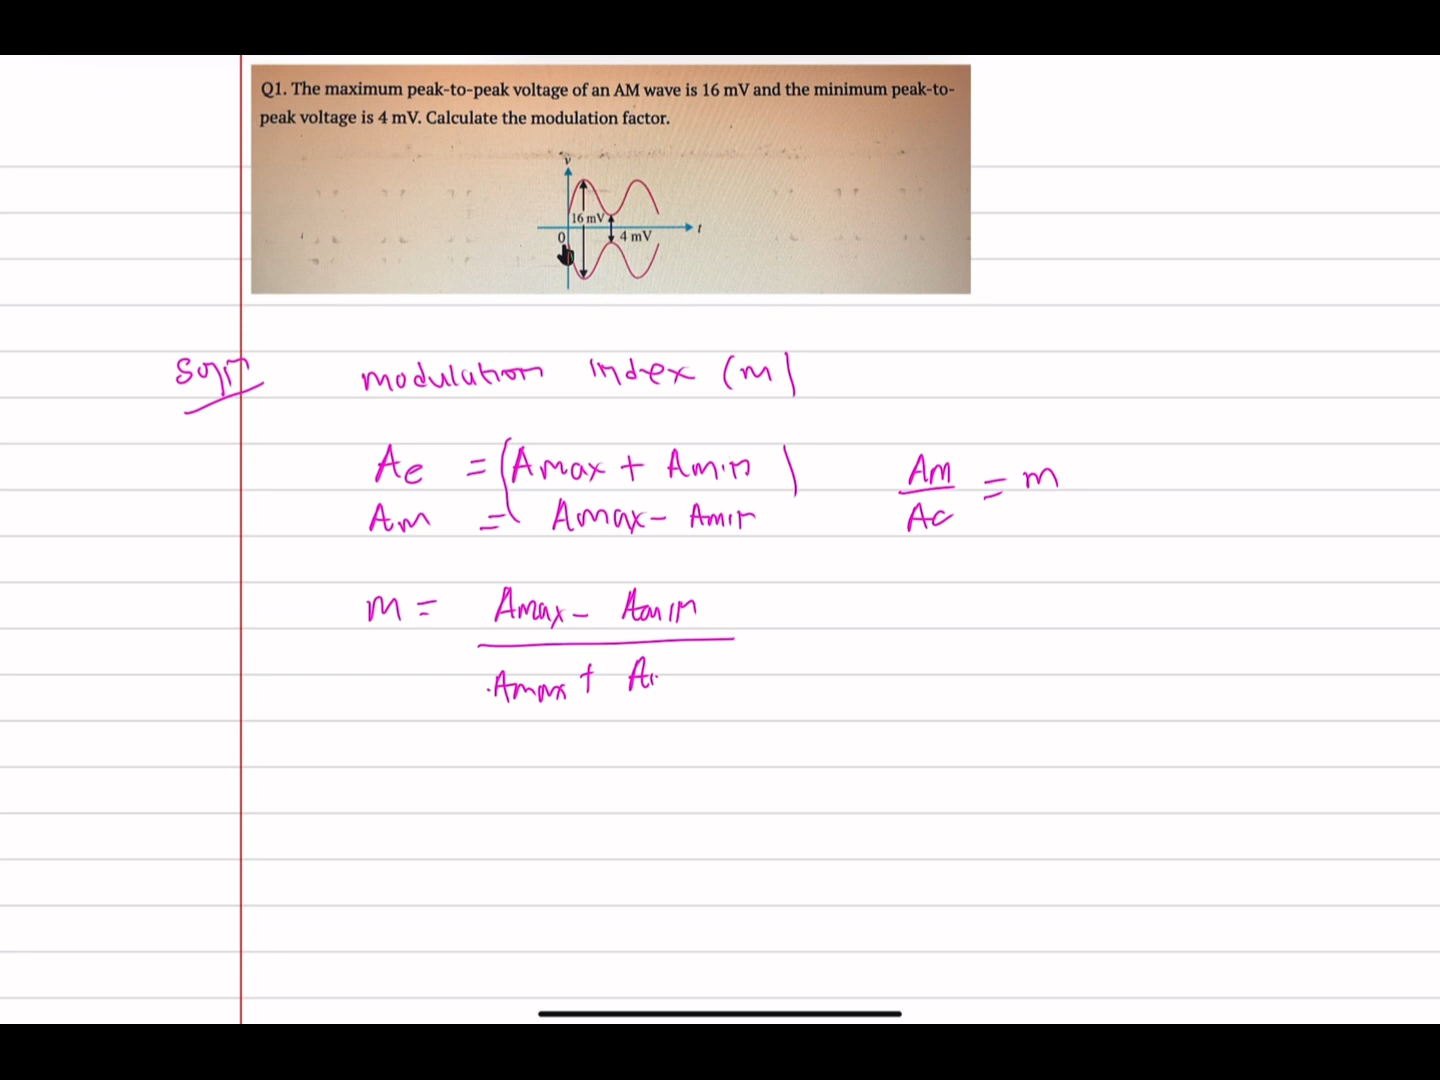 Q1. The maximum peak-to-peak voltage of an AM wave is 16 mV and the minimum peak-to-
peak voltage is 4 mV. Calculate the modulation factor.
v
16 mV
0
4 mV
t
Soln
modulation index (m)
Ac = (Amax + Amin)
Am = Amax - Amin
Am/Ac = m
m = Amax - Amin
Amax + A